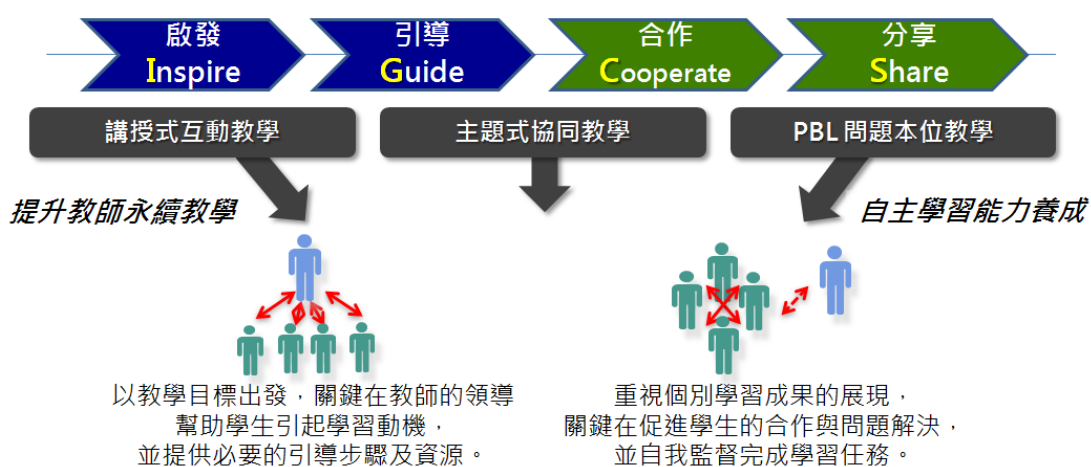 啟發
Inspire
引導
Guide
合作
Cooperate
分享
Share
講授式互動教學
主題式協同教學
PBL 問題本位教學
提升教師永續教學
自主學習能力養成
以教學目標出發，關鍵在教師的領導
幫助學生引起學習動機，
並提供必要的引導步驟及資源。
重視個別學習成果的展現，
關鍵在促進學生的合作與問題解決，
並自我監督完成學習任務。